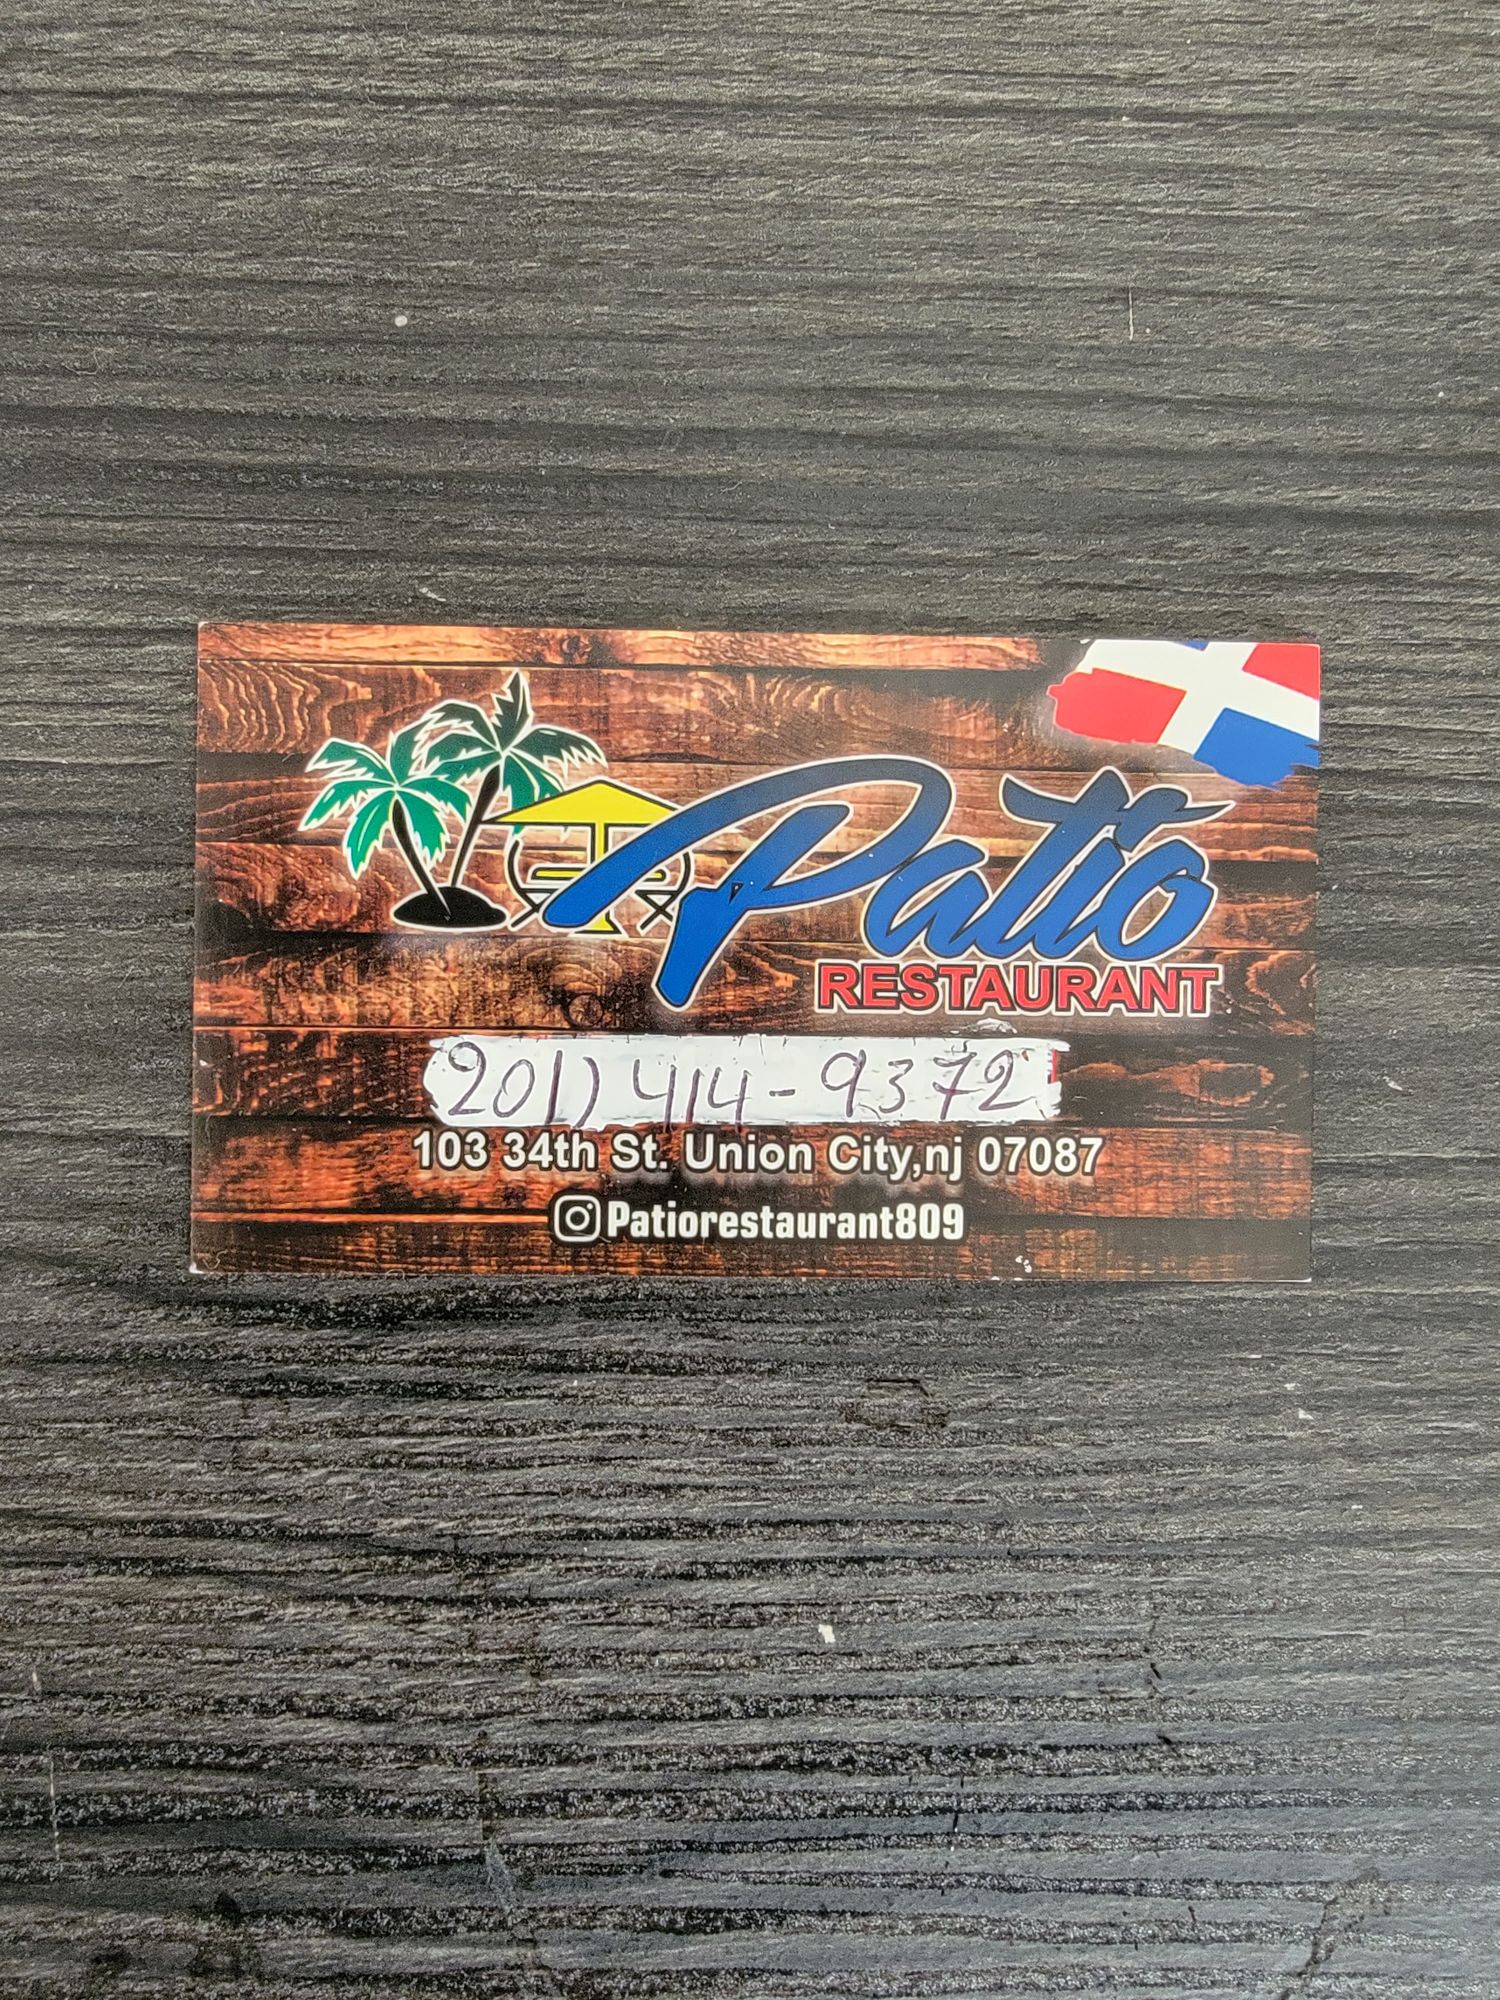 Patio
RESTAURANT
201) 414-9372
103 34th St. Union City,nj 07087
Patiorestaurant809